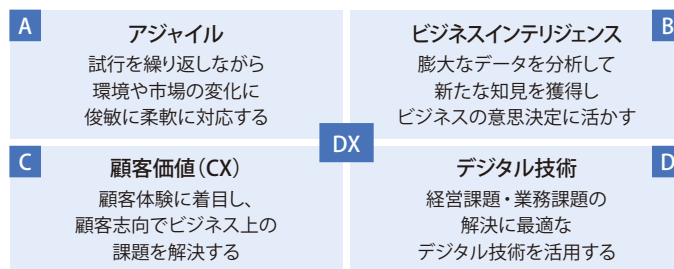 A
アジャイル
試行を繰り返しながら
環境や市場の変化に
俊敏に柔軟に対応する
B
ビジネスインテリジェンス
膨大なデータを分析して
新たな知見を獲得し
ビジネスの意思決定に活かす
DX
C
顧客価値(CX)
顧客体験に着目し、
顧客志向でビジネス上の
課題を解決する
D
デジタル技術
経営課題・業務課題の
解決に最適な
デジタル技術を活用する